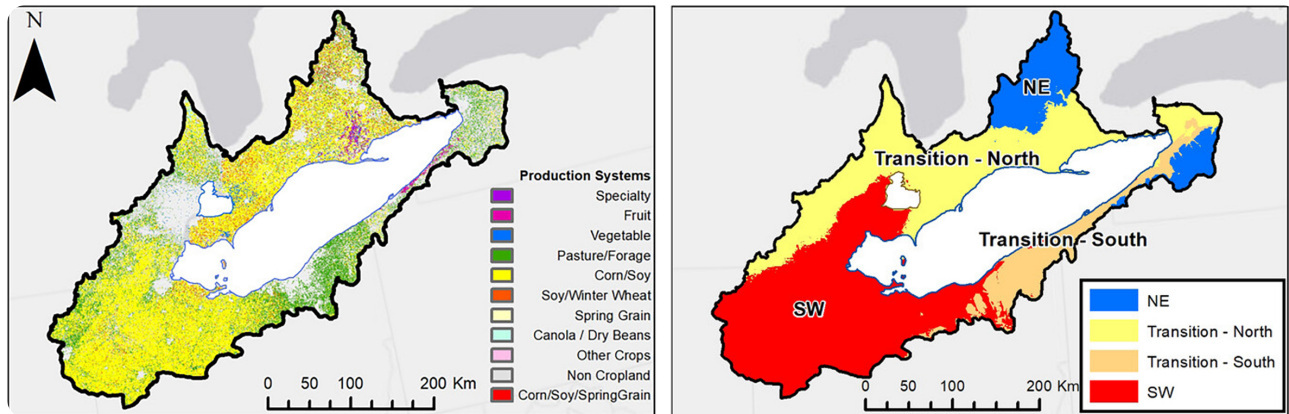 N
Production Systems
Specialty
Fruit
Vegetable
Pasture/Forage
Corn/Soy
Soy/Winter Wheat
Spring Grain
Canola / Dry Beans
Other Crops
Non Cropland
Corn/Soy/SpringGrain
0 50 100 200 Km
NE
Transition - North
Transition - South
SW
NE
Transition - North
Transition - South
SW
0 50 100 200 Km